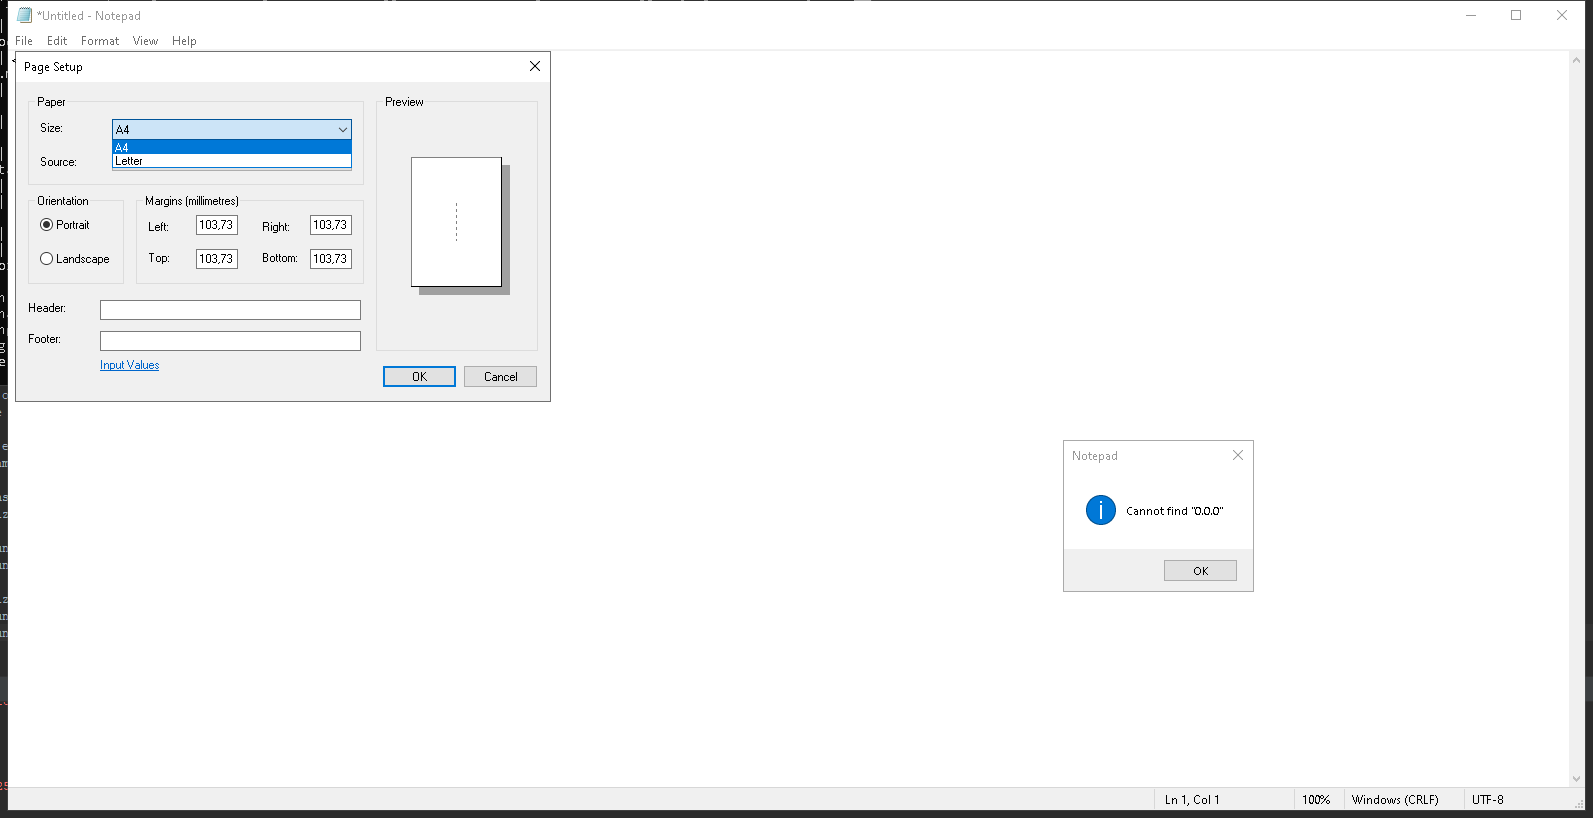 *Untitled - Notepad
File Edit Format View Help
Page Setup
Paper
Size:
A4
A4
Letter
Source:
Orientation
Portrait
Landscape
Margins (millimetres)
Left: 103,73 Right: 103,73
Top: 103,73 Bottom: 103,73
Preview
Header:
Footer:
Input Values
OK Cancel
Notepad
Cannot find "0.0.0"
OK
Ln 1, Col 1 100% Windows (CRLF) UTF-8